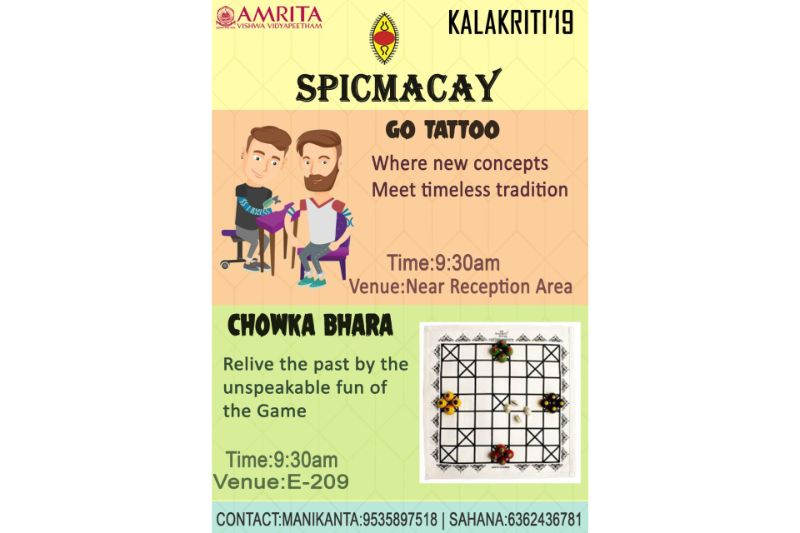 AMRITA
VISHWA VIDYAPEETHAM
KALAKRITI'19
SPICMACAY
GO TATTOO
Where new concepts
Meet timeless tradition
Time:9:30am
Venue:Near Reception Area
CHOWKA BHARA
Relive the past by the
unspeakable fun of
the Game
Time:9:30am
Venue:E-209
CONTACT:MANIKANTA:9535897518 | SAHANA:6362436781